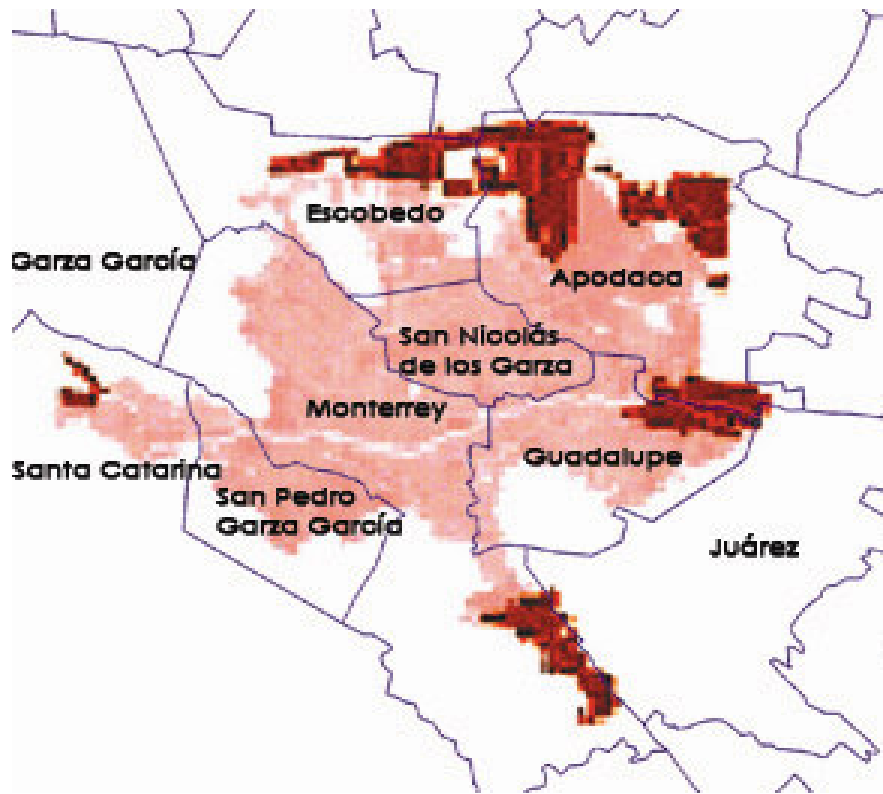 Escobedo
Garza García
Apodaca
San Nicolás
de los Garza
Monterrey
Guadalupe
Santa Catarina
San Pedro
Garza García
Juárez